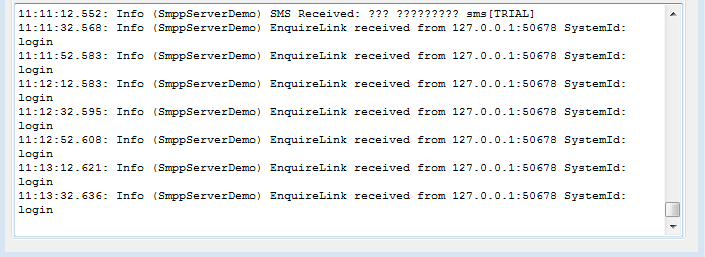 11:11:12.552: Info (SmppServerDemo) SMS Received: ??? ????????? sms[TRIAL]
11:11:32.568: Info (SmppServerDemo) EnquireLink received from 127.0.0.1:50678 SystemId:
login
11:11:52.583: Info (SmppServerDemo) EnquireLink received from 127.0.0.1:50678 SystemId:
login
11:12:12.583: Info (SmppServerDemo) EnquireLink received from 127.0.0.1:50678 SystemId:
login
11:12:32.595: Info (SmppServerDemo) EnquireLink received from 127.0.0.1:50678 SystemId:
login
11:12:52.608: Info (SmppServerDemo) EnquireLink received from 127.0.0.1:50678 SystemId:
login
11:13:12.621: Info (SmppServerDemo) EnquireLink received from 127.0.0.1:50678 SystemId:
login
11:13:32.636: Info (SmppServerDemo) EnquireLink received from 127.0.0.1:50678 SystemId:
login